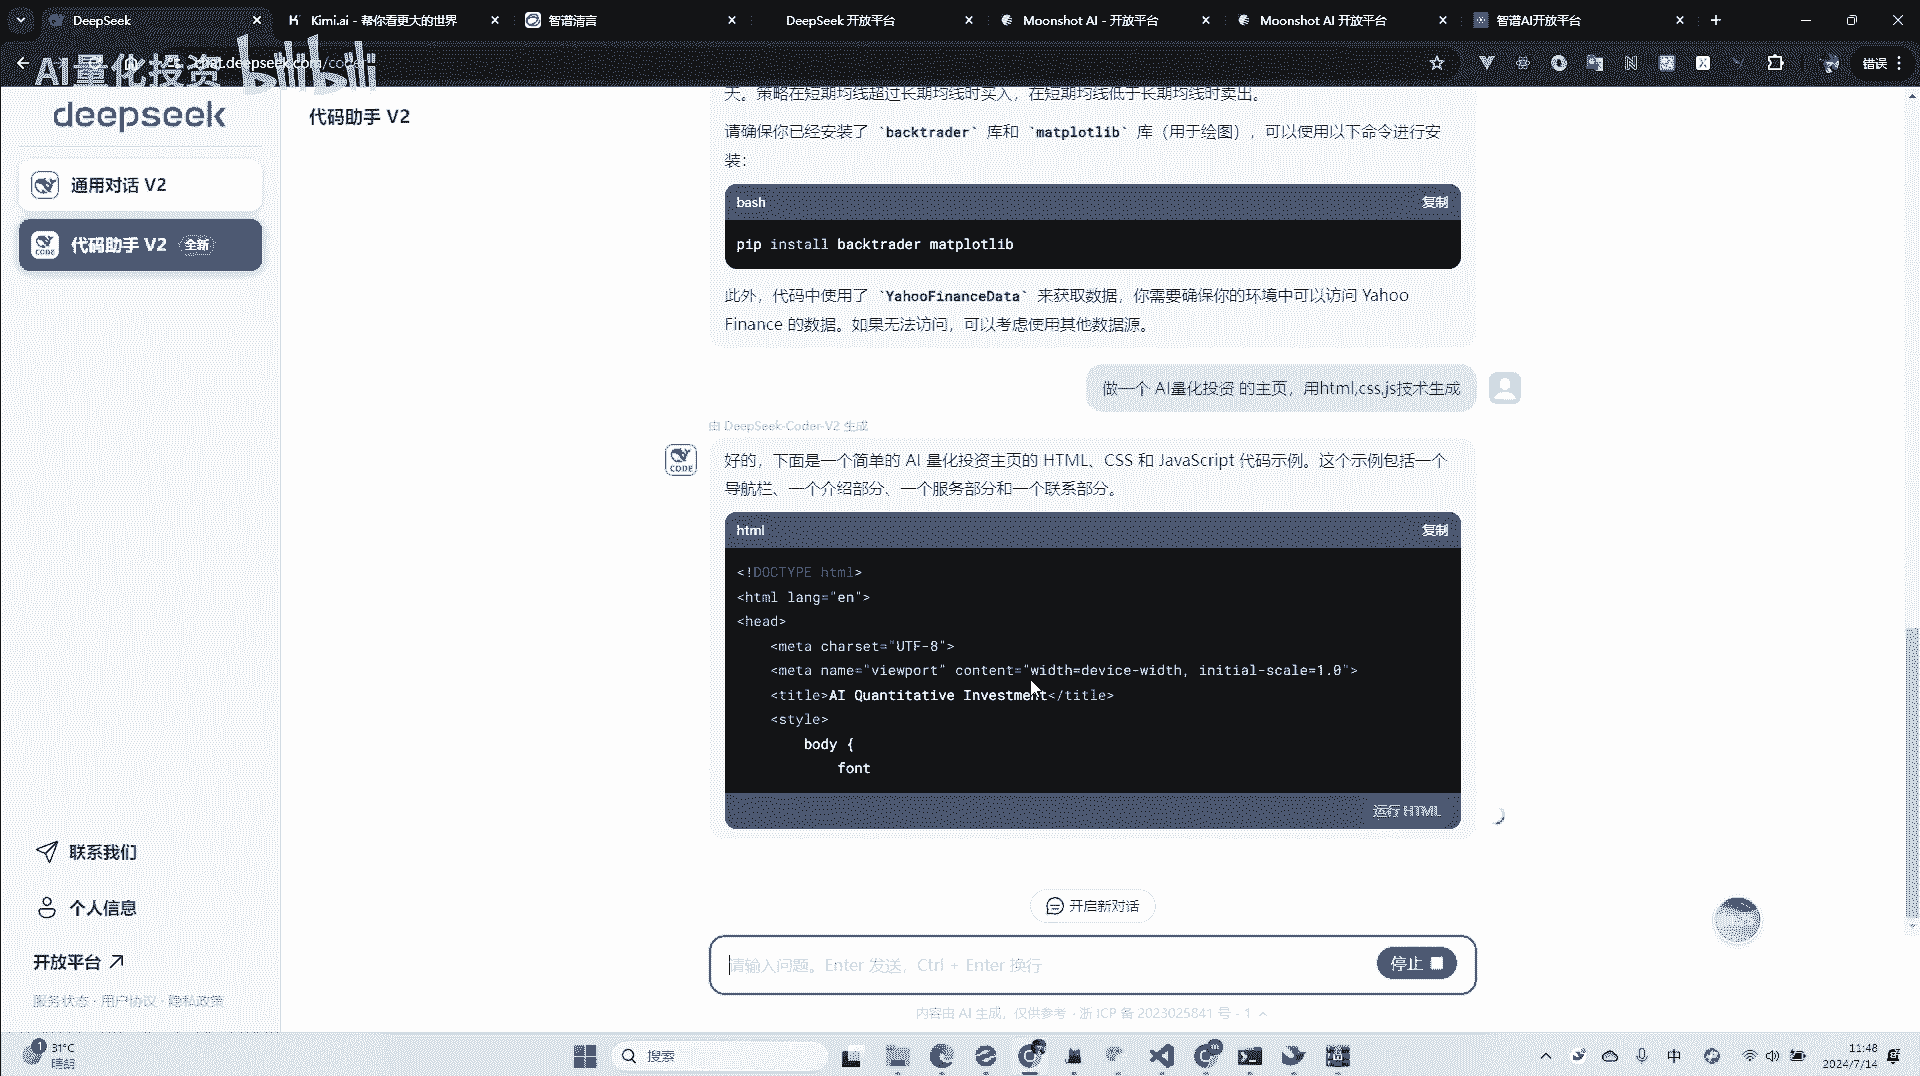 DeepSeek
Kimi.ai - 帮你看更大的世界
智谱清言
DeepSeek 开放平台
Moonshot AI - 开放平台
Moonshot AI 开放平台
智谱AI开放平台
AI量化投资 bilibili
错误
deepseek
代码助手 V2
通用对话 V2
代码助手 V2 全新
天。策略在短期均线超过长期均线时买入，在短期均线低于长期均线时卖出。
请确保你已经安装了 `backtrader` 库和 `matplotlib` 库（用于绘图），可以使用以下命令进行安
装：
bash 复制
pip install backtrader matplotlib
此外，代码中使用了 `YahooFinanceData` 来获取数据，你需要确保你的环境中可以访问 Yahoo
Finance 的数据。如果无法访问，可以考虑使用其他数据源。
做一个 AI量化投资 的主页，用html,css,js技术生成
由 DeepSeek-Coder-V2 生成
CODE
好的，下面是一个简单的 AI 量化投资主页的 HTML、CSS 和 JavaScript 代码示例。这个示例包括一个
导航栏、一个介绍部分、一个服务部分和一个联系部分。
html 复制
<!DOCTYPE html>
<html lang="en">
<head>
<meta charset="UTF-8">
<meta name="viewport" content="width=device-width, initial-scale=1.0">
<title>AI Quantitative Investment</title>
<style>
body {
font
运行 HTML
联系我们
个人信息
开放平台
服务状态 · 用户协议 · 隐私政策
开启新对话
请输入问题。Enter 发送，Ctrl + Enter 换行
停止
内容由 AI 生成，仅供参考 · 浙 ICP 备 2023025841 号 - 1
31°C
晴朗
搜索
中
11:48
2024/7/14